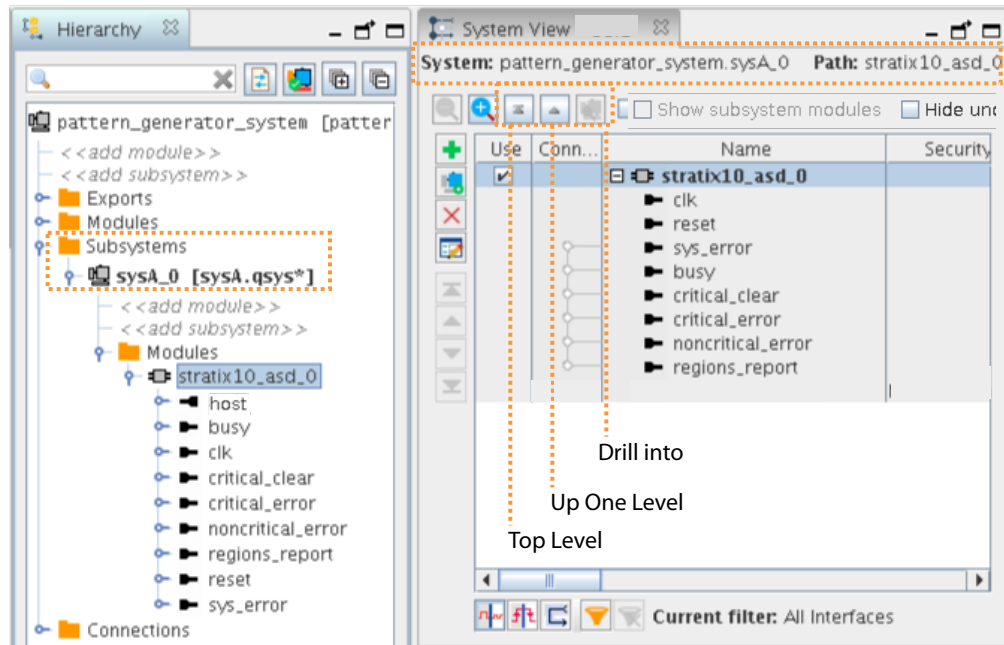 Hierarchy
pattern_generator_system [patter
<<add module>>
<<add subsystem>>
Exports
Modules
Subsystems
sysA_0 [sysA.qsys*]
<<add module>>
<<add subsystem>>
Modules
stratix10_asd_0
host
busy
clk
critical_clear
critical_error
noncritical_error
regions_report
reset
sys_error
Connections
System View
System: pattern_generator_system.sysA_0 Path: stratix10_asd_0
Show subsystem modules Hide unc
Use Conn... Name Security
stratix10_asd_0
clk
reset
sys_error
busy
critical_clear
critical_error
noncritical_error
regions_report
Drill into
Up One Level
Top Level
Current filter: All Interfaces